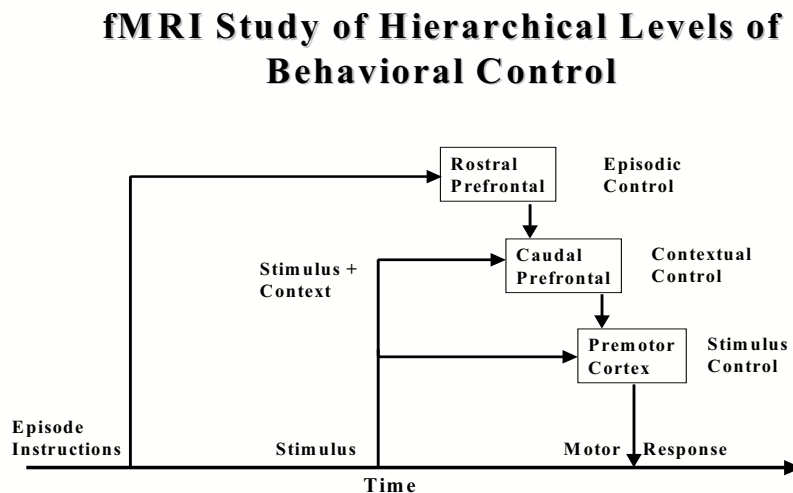 fMRI Study of Hierarchical Levels of
Behavioral Control
Rostral
Prefrontal
Episodic
Control
Stimulus +
Context
Caudal
Prefrontal
Contextual
Control
Premotor
Cortex
Stimulus
Control
Episode
Instructions
Stimulus
Motor Response
Time